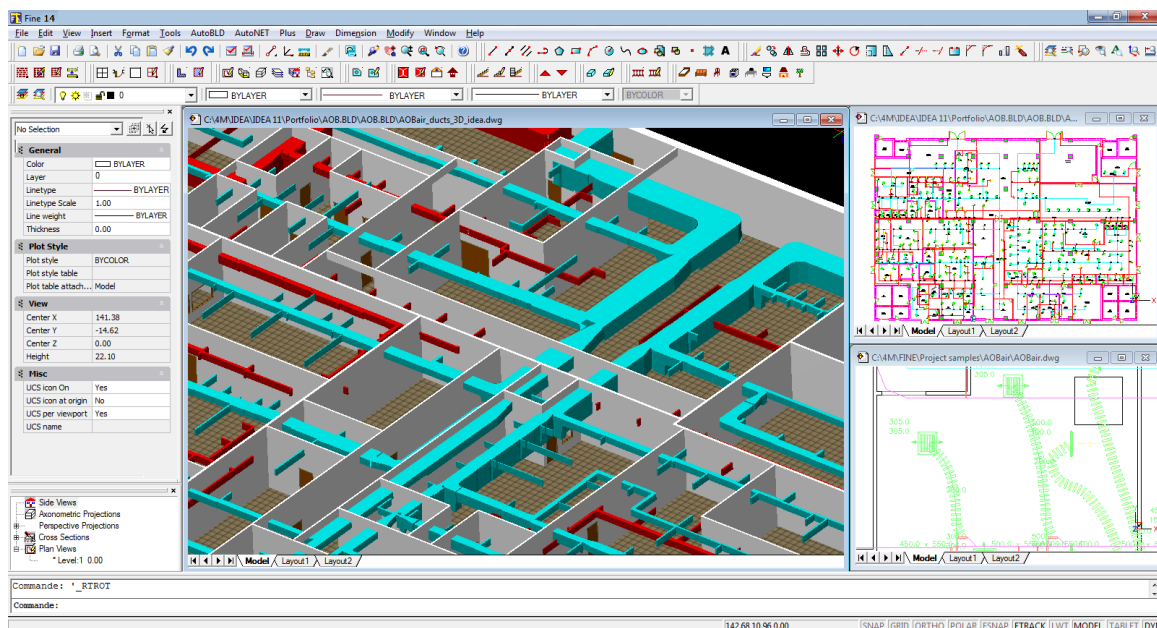 Fine 14
File Edit View Insert Format Tools AutoBLD AutoNET Plus Draw Dimension Modify Window Help
0 BYLAYER BYLAYER BYLAYER BYCOLOR
No Selection
General
Color BYLAYER
Layer 0
Linetype BYLAYER
Linetype Scale 1.00
Line weight BYLAYER
Thickness 0.00
Plot Style
Plot style BYCOLOR
Plot style table
Plot table attach... Model
View
Center X 141.38
Center Y -14.62
Center Z 0.00
Height 22.10
Misc
UCS icon On Yes
UCS icon at origin No
UCS per viewport Yes
UCS name
Side Views
Axonometric Projections
Perspective Projections
Cross Sections
Plan Views
* Level:1 0.00
C:\4M\IDEA\IDEA 11\Portfolio\AOB.BLD\AOB.BLD\AOBair_ducts_3D_idea.dwg
Model Layout1 Layout2
C:\4M\IDEA\IDEA 11\Portfolio\AOB.BLD\AOB.BLD\A...
X
Model Layout1 Layout2
C:\4M\FINE\Project samples\AOBair\AOBair.dwg
305.0
305.0
305.0
X
Model Layout1 Layout2
Commande: '_RTROT
Commande:
142.68,10.96,0.00 SNAP GRID ORTHO POLAR ESNAP ETRACK LWT MODEL TABLET DY